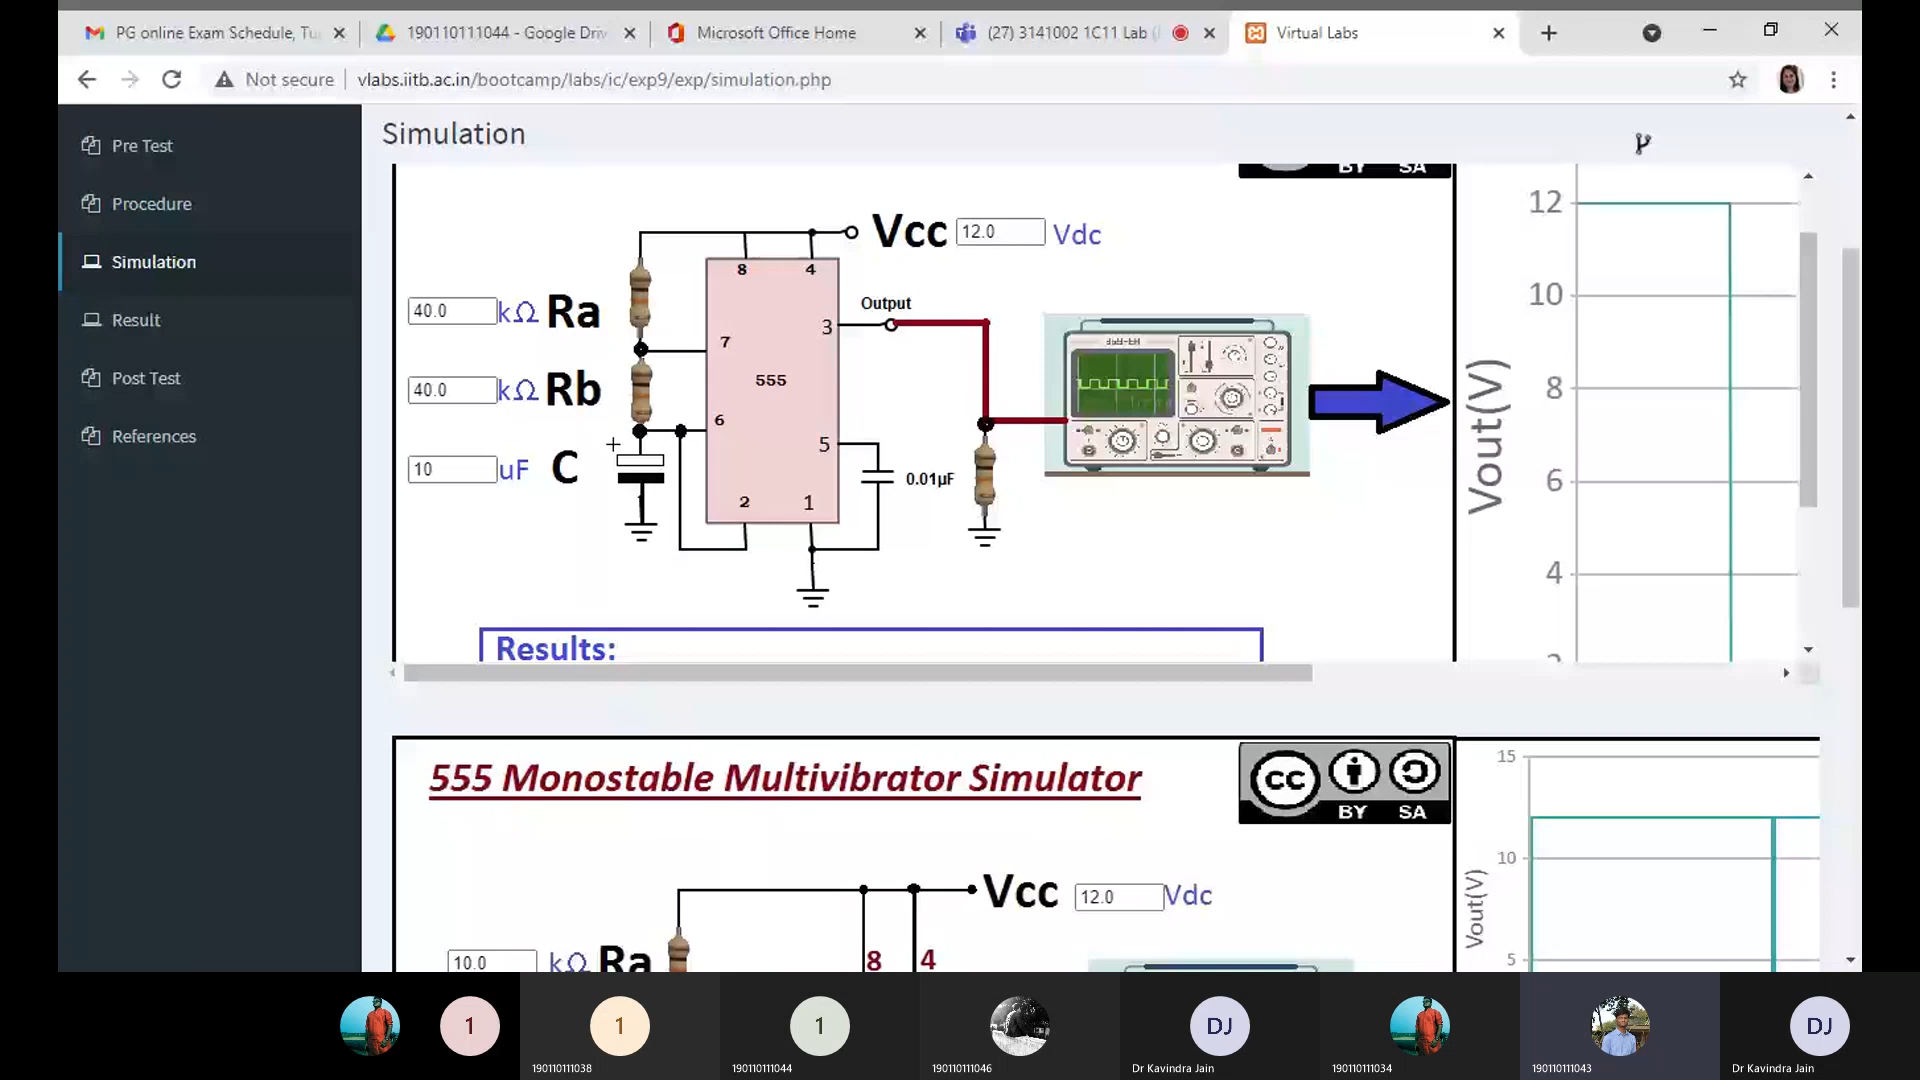 PG online Exam Schedule, Tu
190110111044 - Google Driv
Microsoft Office Home
(27) 3141002 1C11 Lab (
Virtual Labs
Not secure
vlabs.iitb.ac.in/bootcamp/labs/ic/exp9/exp/simulation.php
Pre Test
Procedure
Simulation
Result
Post Test
References
Simulation
BY SA
Vcc 12.0 Vdc
8 4
40.0 kΩ Ra
Output
3
7
555
40.0 kΩ Rb
6
5
10 uF C
0.01µF
2 1
Results:
12
10
8
6
4
Vout(V)
555 Monostable Multivibrator Simulator
cc
BY SA
Vcc 12.0 Vdc
10.0 kΩ Ra
8 4
15
10
5
Vout(V)
1
1
190110111038
1
190110111044
190110111046
DJ
Dr Kavindra Jain
190110111034
190110111043
DJ
Dr Kavindra Jain